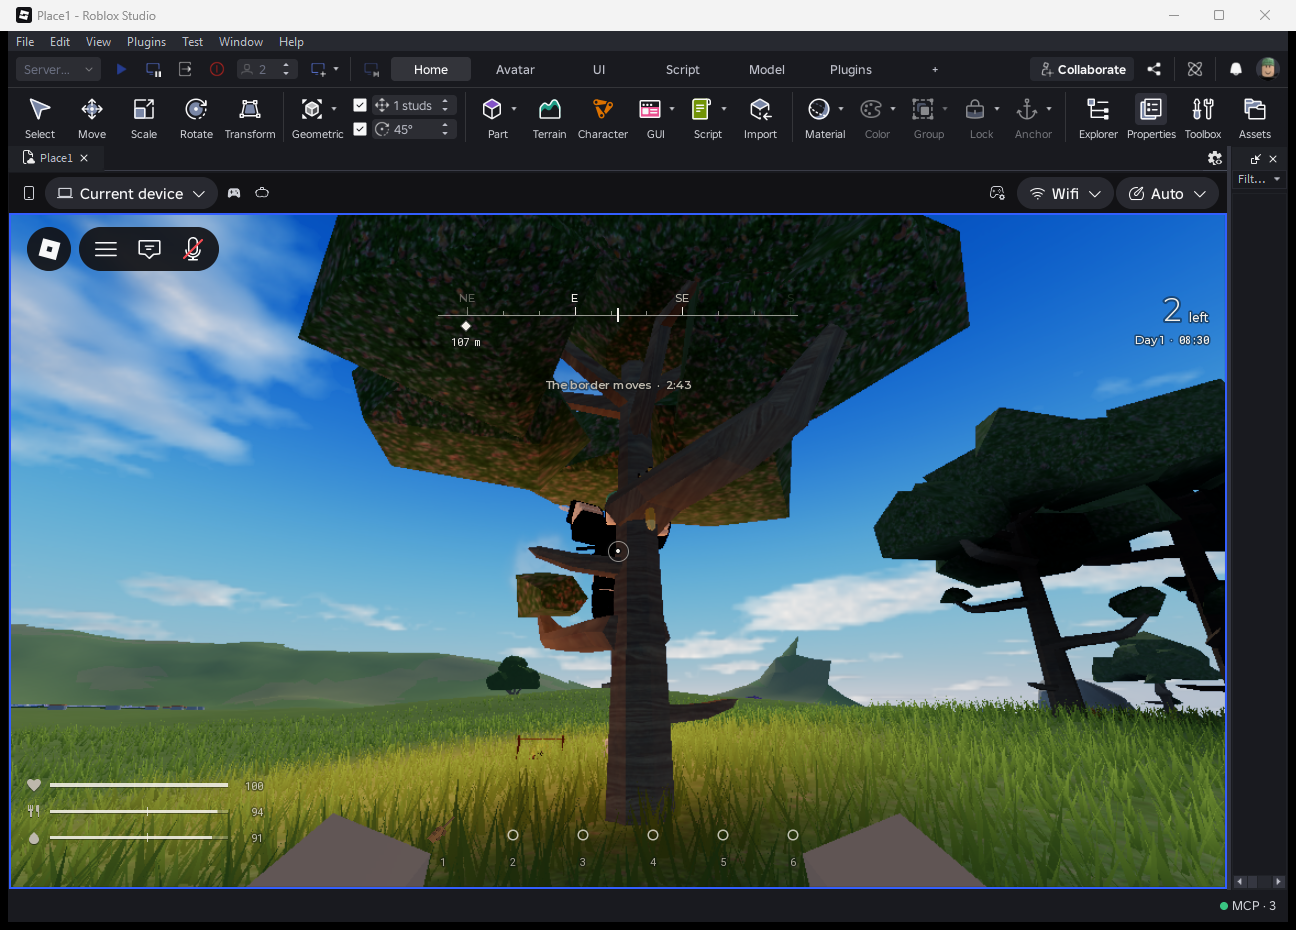 Place1 - Roblox Studio
File Edit View Plugins Test Window Help
Server... 2 Home Avatar UI Script Model Plugins + Collaborate
1 studs
45°
Select Move Scale Rotate Transform Geometric Part Terrain Character GUI Script Import Material Color Group Lock Anchor Explorer Properties Toolbox Assets
Place1
Filt...
Current device Wifi Auto
NE E SE
107 m
2 left
Day 1 · 08:30
The border moves · 2:43
100
94
91
1 2 3 4 5 6
MCP · 3